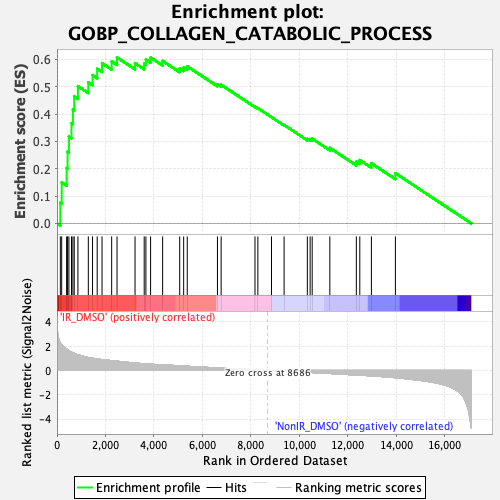 Enrichment plot:
GOBP_COLLAGEN_CATABOLIC_PROCESS
Enrichment score (ES)
0.6
0.5
0.4
0.3
0.2
0.1
0.0
'IR_DMSO' (positively correlated)
Ranked list metric (Signal2Noise)
4
2
0
-2
-4
Zero cross at 8686
'NonIR_DMSO' (negatively correlated)
0 2,000 4,000 6,000 8,000 10,000 12,000 14,000 16,000
Rank in Ordered Dataset
Enrichment profile Hits Ranking metric scores